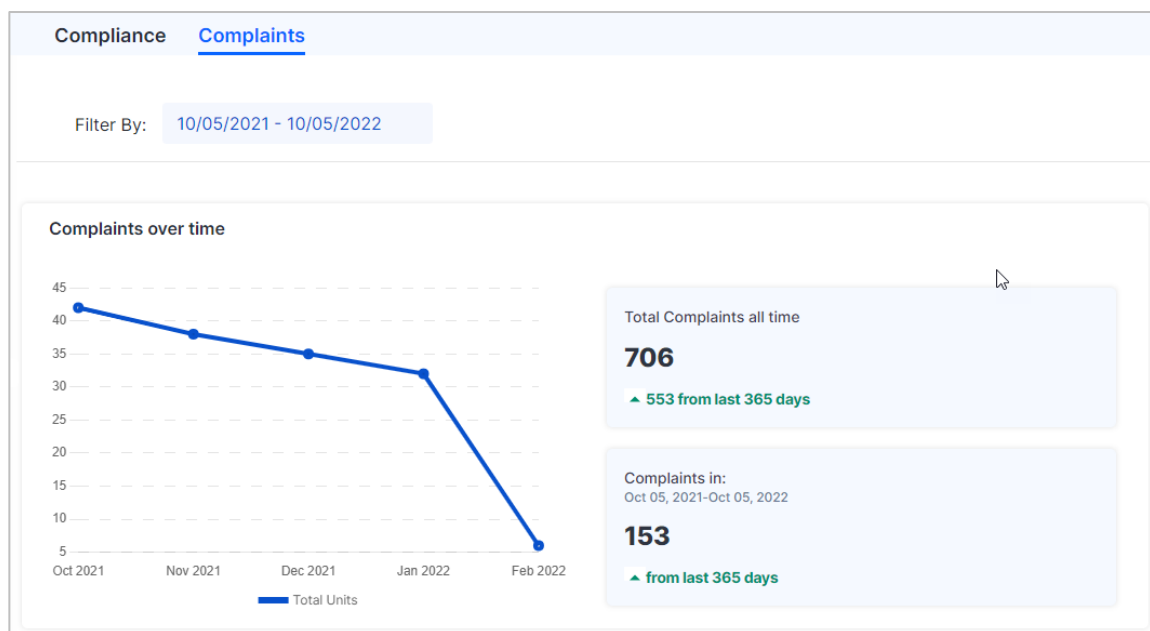 Compliance Complaints
Filter By: 10/05/2021 - 10/05/2022
Complaints over time
45
40
35
30
25
20
15
10
5
Oct 2021 Nov 2021 Dec 2021 Jan 2022 Feb 2022
Total Units
Total Complaints all time
706
553 from last 365 days
Complaints in:
Oct 05, 2021-Oct 05, 2022
153
from last 365 days